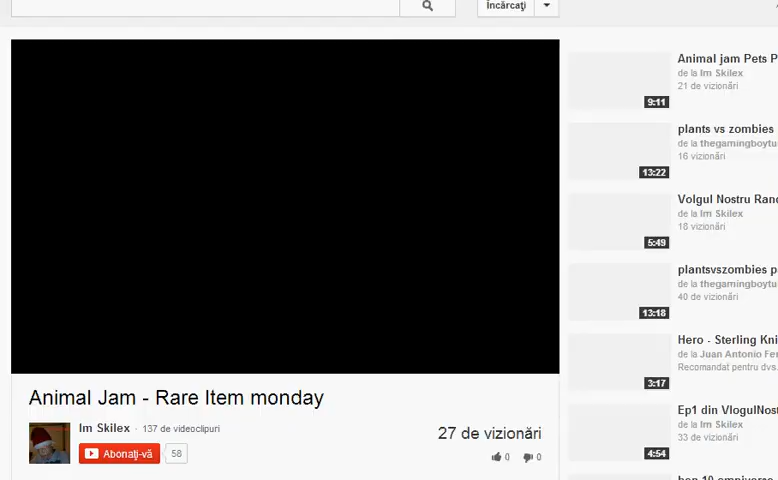 Încărcaţi
Animal Jam - Rare Item monday
Im Skilex · 137 de videoclipuri
Abonaţi-vă 58
27 de vizionări
0 0
Animal jam Pets P
de la Im Skilex
21 de vizionări
9:11
plants vs zombies
de la thegamingboytu
16 vizionări
13:22
Volgul Nostru Ran
de la Im Skilex
18 vizionări
5:49
plantsvszombies p
de la thegamingboytu
40 de vizionări
13:18
Hero - Sterling Kni
de la Juan Antonio Fer
Recomandat pentru dvs.
3:17
Ep1 din VlogulNost
de la Im Skilex
33 de vizionări
4:54